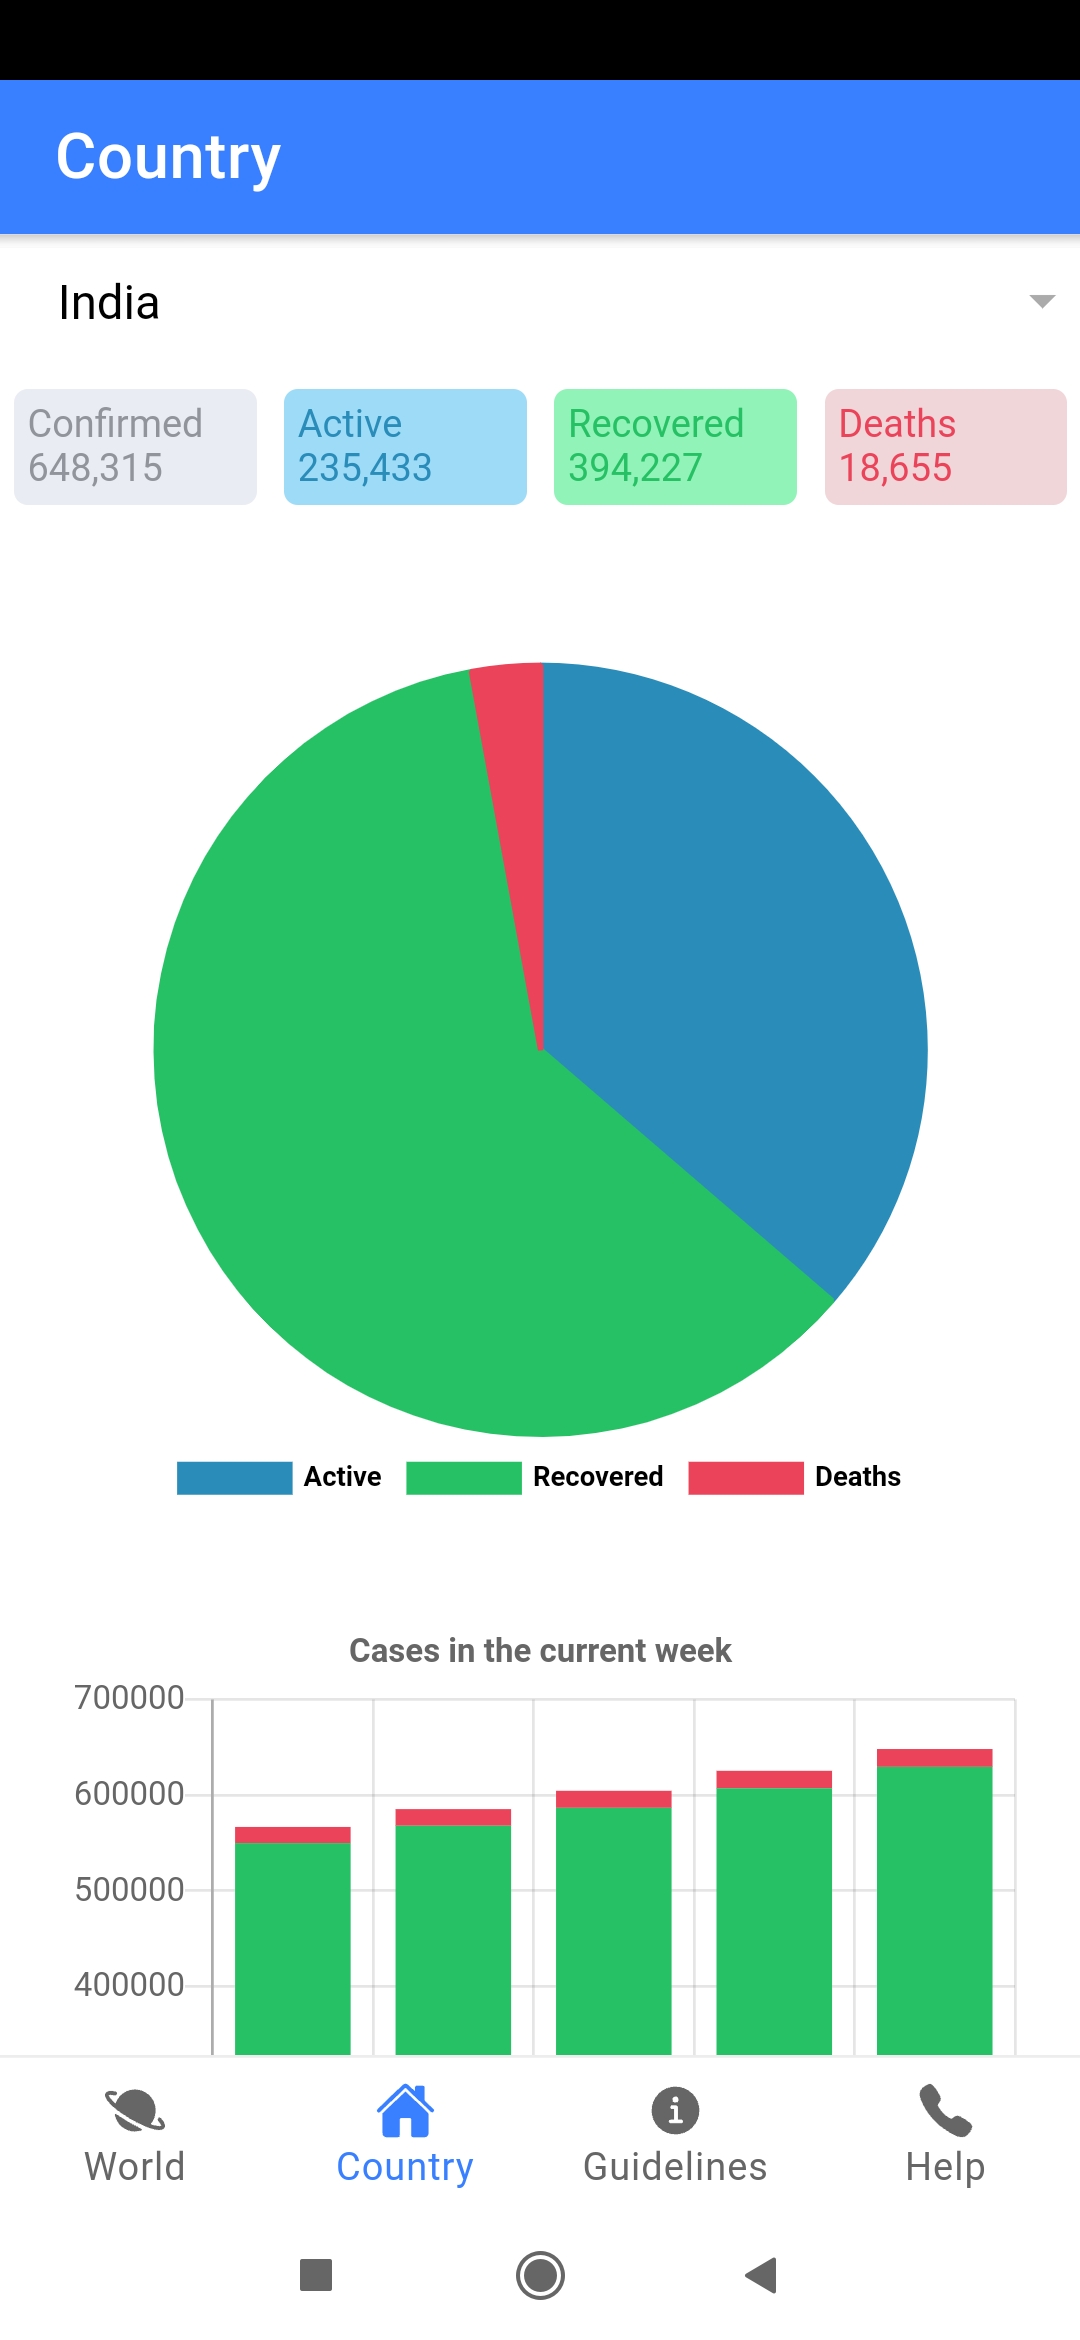 Country
India
Confirmed
648,315
Active
235,433
Recovered
394,227
Deaths
18,655
Active
Recovered
Deaths
Cases in the current week
700000
600000
500000
400000
World
Country
Guidelines
Help